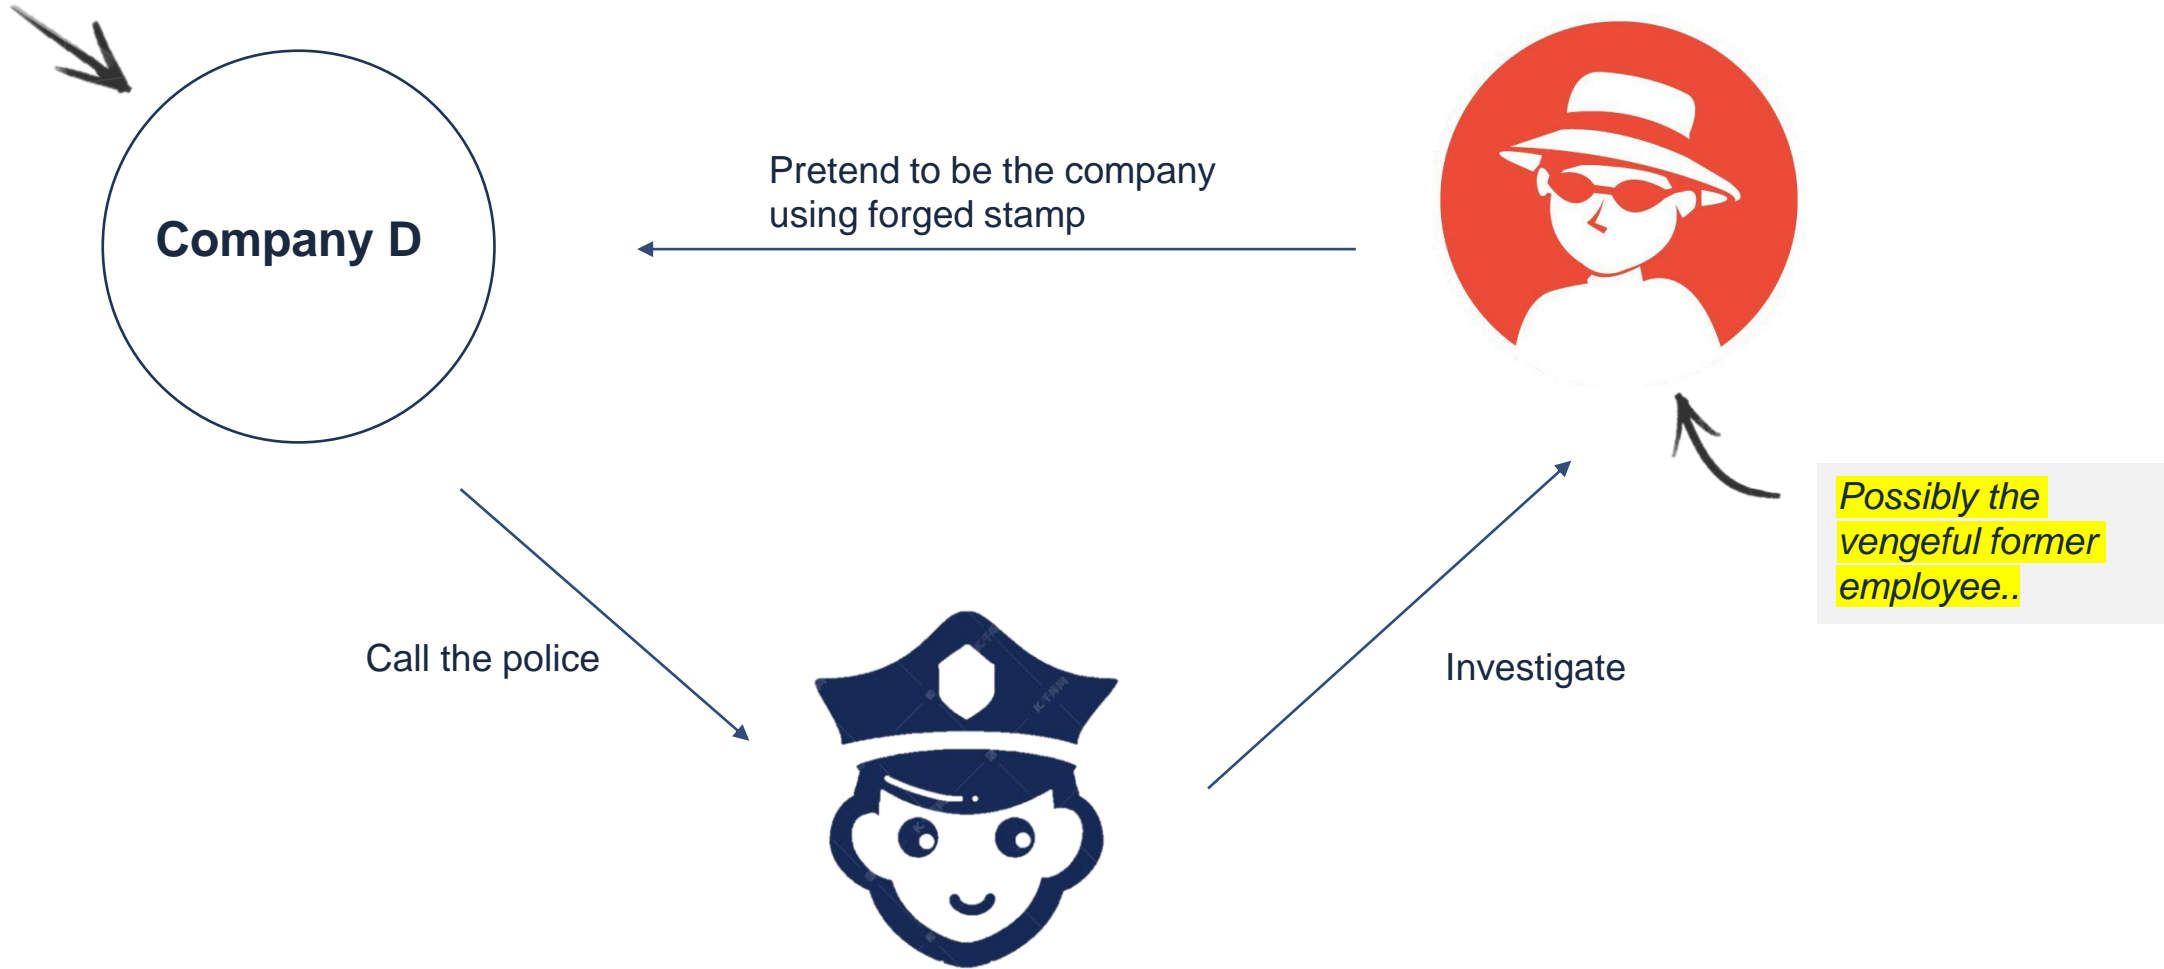 Pretend to be the company
using forged stamp
Company D
Possibly the
vengeful former
employee..
Call the police
Investigate